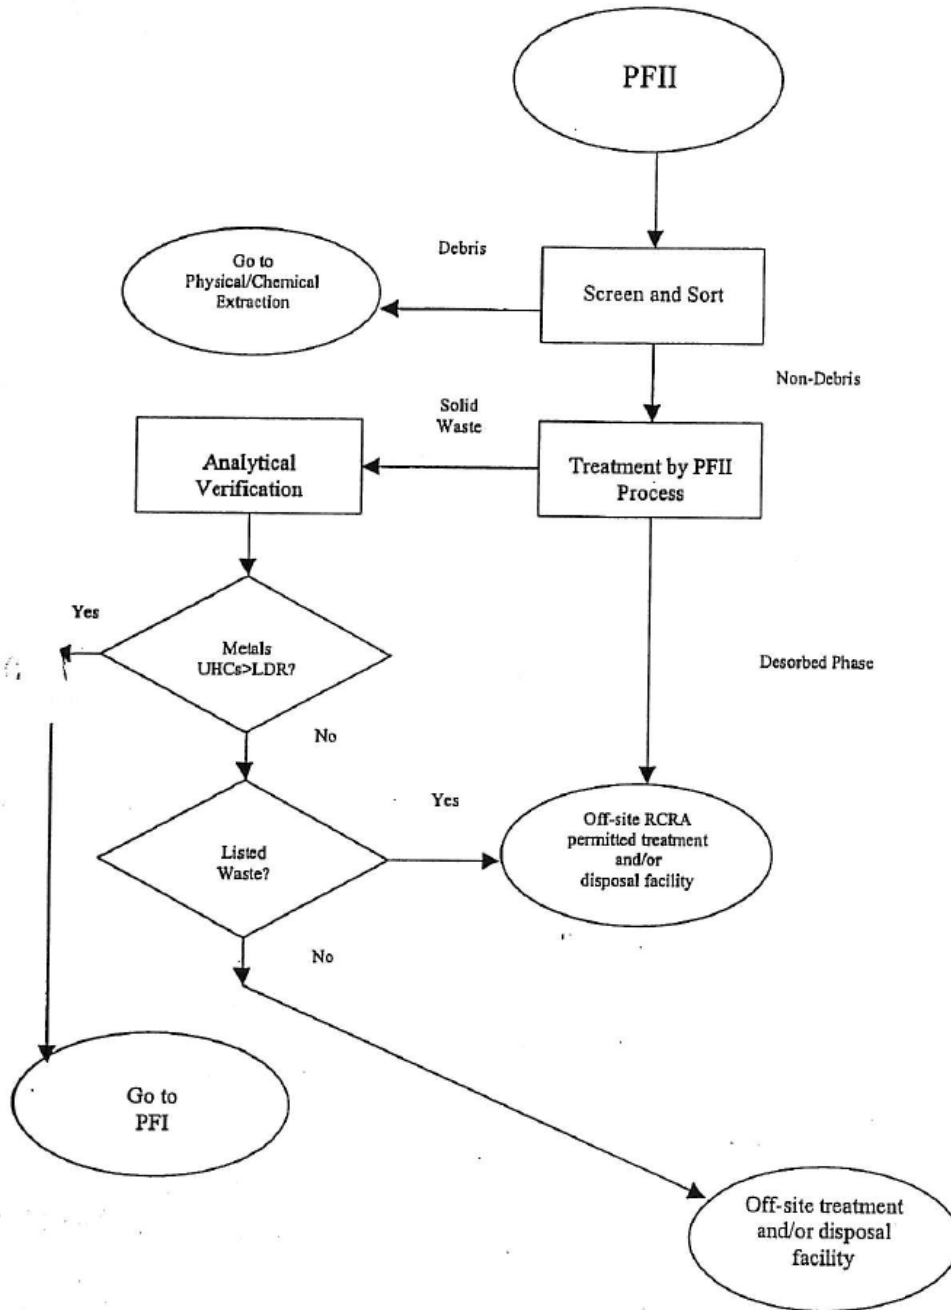 PFII
Debris
Go to
Physical/Chemical
Extraction
Screen and Sort
Non-Debris
Solid
Waste
Analytical
Verification
Treatment by PFII
Process
Yes
Metals
UHCs>LDR?
Desorbed Phase
No
Yes
Listed
Waste?
Off-site RCRA
permitted treatment
and/or
disposal facility
No
Go to
PFI
Off-site treatment
and/or disposal
facility